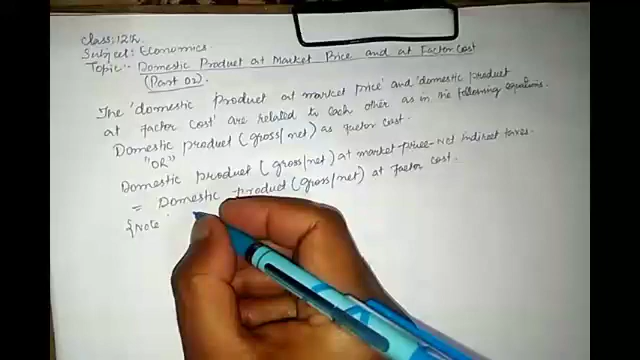 Class:12th.
Subject: Economics.
Topic:- Domestic Product at Market Price and at Factor Cost
(Part 02).
The 'domestic product at market price' and 'domestic product
at factor cost' are related to each other as in the following equations.
Domestic product (gross/net) as factor cost.
"OR"
Domestic product (gross/net) at market-price-Net indirect taxes.
= Domestic product (gross/net) at factor cost.
{Note